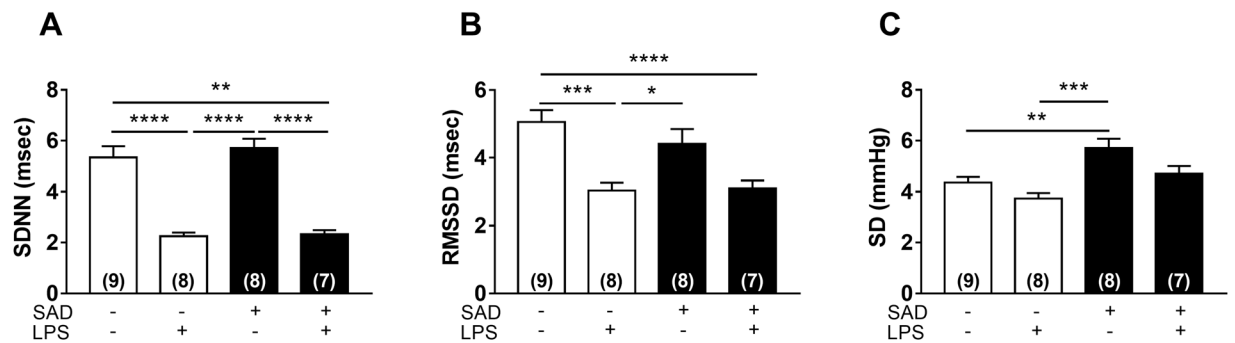 A
B
C
**
****
****
****
****
***
*
***
**
8
6
4
2
0
SDNN (msec)
(9)
(8)
(8)
(7)
6
4
2
0
RMSSD (msec)
(9)
(8)
(8)
(7)
8
6
4
2
0
SD (mmHg)
(9)
(8)
(8)
(7)
SAD - - + +
LPS - + - +
SAD - - + +
LPS - + - +
SAD - - + +
LPS - + - +